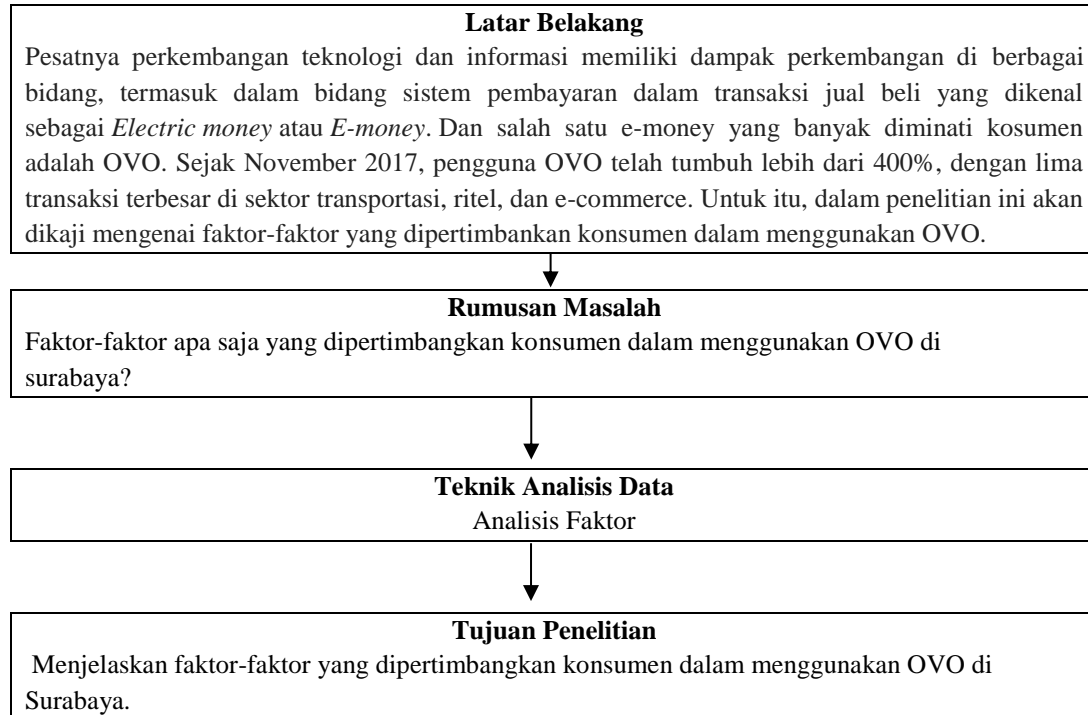 Latar Belakang
Pesatnya perkembangan teknologi dan informasi memiliki dampak perkembangan di berbagai
bidang, termasuk dalam bidang sistem pembayaran dalam transaksi jual beli yang dikenal
sebagai Electric money atau E-money. Dan salah satu e-money yang banyak diminati kosumen
adalah OVO. Sejak November 2017, pengguna OVO telah tumbuh lebih dari 400%, dengan lima
transaksi terbesar di sektor transportasi, ritel, dan e-commerce. Untuk itu, dalam penelitian ini akan
dikaji mengenai faktor-faktor yang dipertimbankan konsumen dalam menggunakan OVO.
Rumusan Masalah
Faktor-faktor apa saja yang dipertimbangkan konsumen dalam menggunakan OVO di
surabaya?
Teknik Analisis Data
Analisis Faktor
Tujuan Penelitian
Menjelaskan faktor-faktor yang dipertimbangkan konsumen dalam menggunakan OVO di
Surabaya.